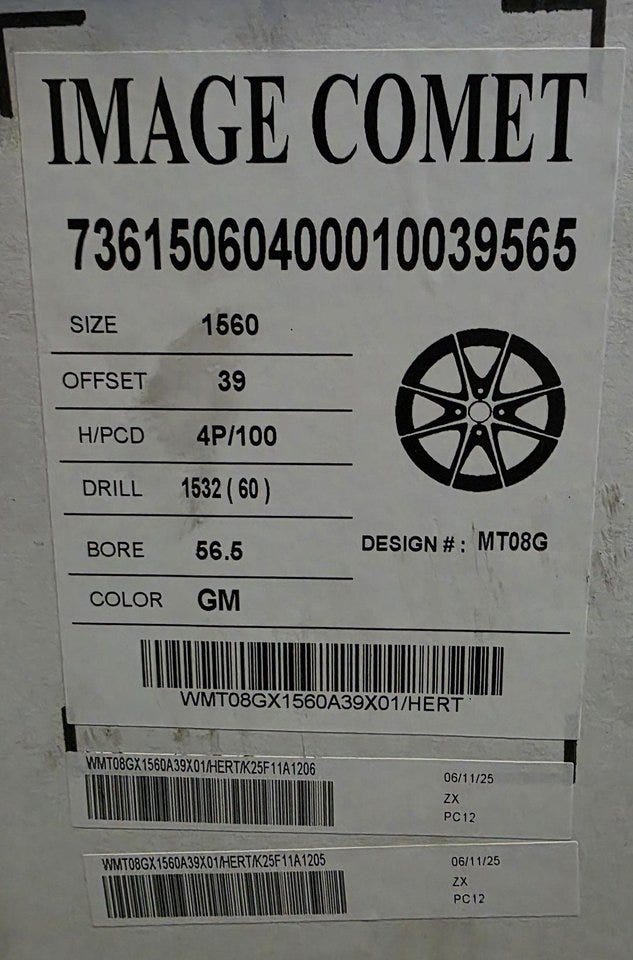 IMAGE COMET
73615060400010039565
SIZE 1560
OFFSET 39
H/PCD 4P/100
DRILL 1532 ( 60 )
BORE 56.5
DESIGN # : MT08G
COLOR GM
WMT08GX1560A39X01/HERT
WMT08GX1560A39X01/HERT/K25F11A1206
06/11/25
ZX
PC12
WMT08GX1560A39X01/HERT/K25F11A1205
06/11/25
ZX
PC12